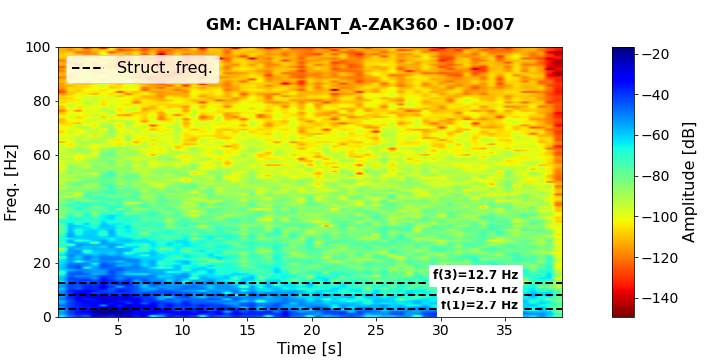 GM: CHALFANT_A-ZAK360 - ID:007
100
80
60
40
20
0
Freq. [Hz]
Struct. freq.
f(3)=12.7 Hz
f(2)=8.1 Hz
f(1)=2.7 Hz
5 10 15 20 25 30 35
Time [s]
−20
−40
−60
−80
−100
−120
−140
Amplitude [dB]